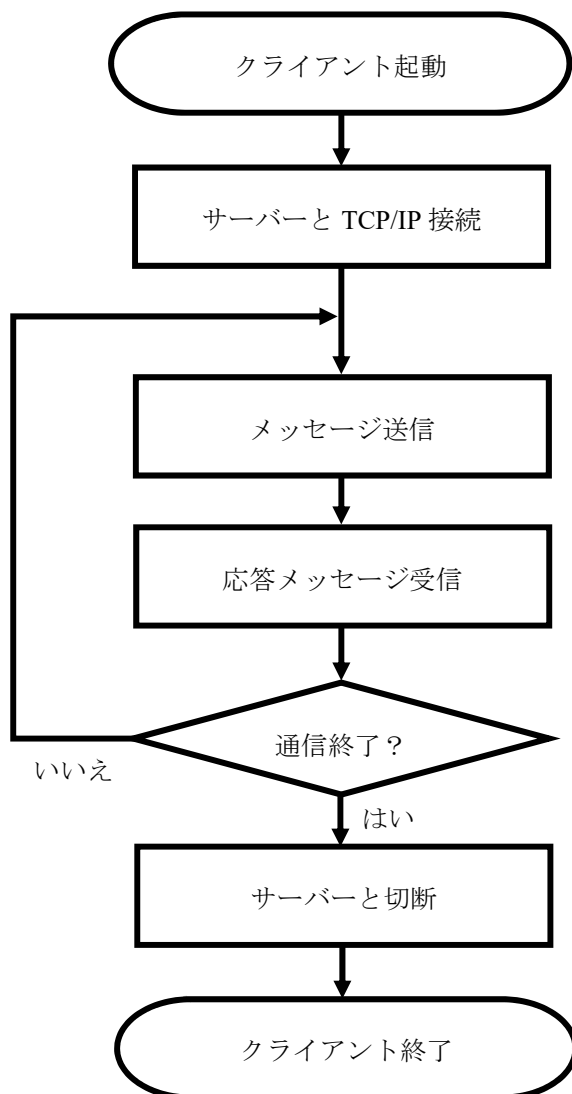 クライアント起動
サーバーと TCP/IP 接続
メッセージ送信
応答メッセージ受信
通信終了？
いいえ
はい
サーバーと切断
クライアント終了